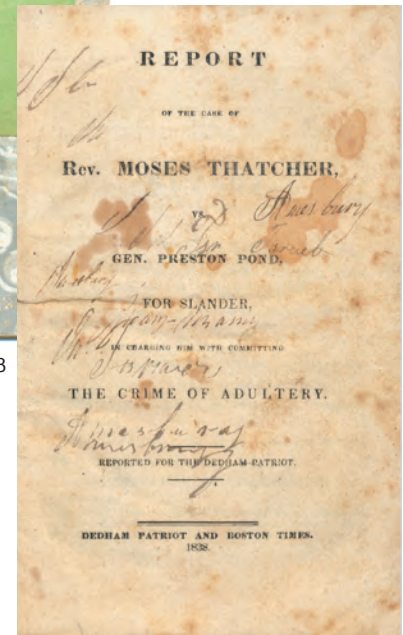 REPORT
OF THE CASE OF
Rev. MOSES THATCHER,
VS.
Amesbury
GEN. PRESTON POND,
FOR SLANDER,
IN CHARGING HIM WITH COMMITTING
THE CRIME OF ADULTERY.
REPORTED FOR THE DEDHAM PATRIOT.
DEDHAM PATRIOT AND BOSTON TIMES.
1838.